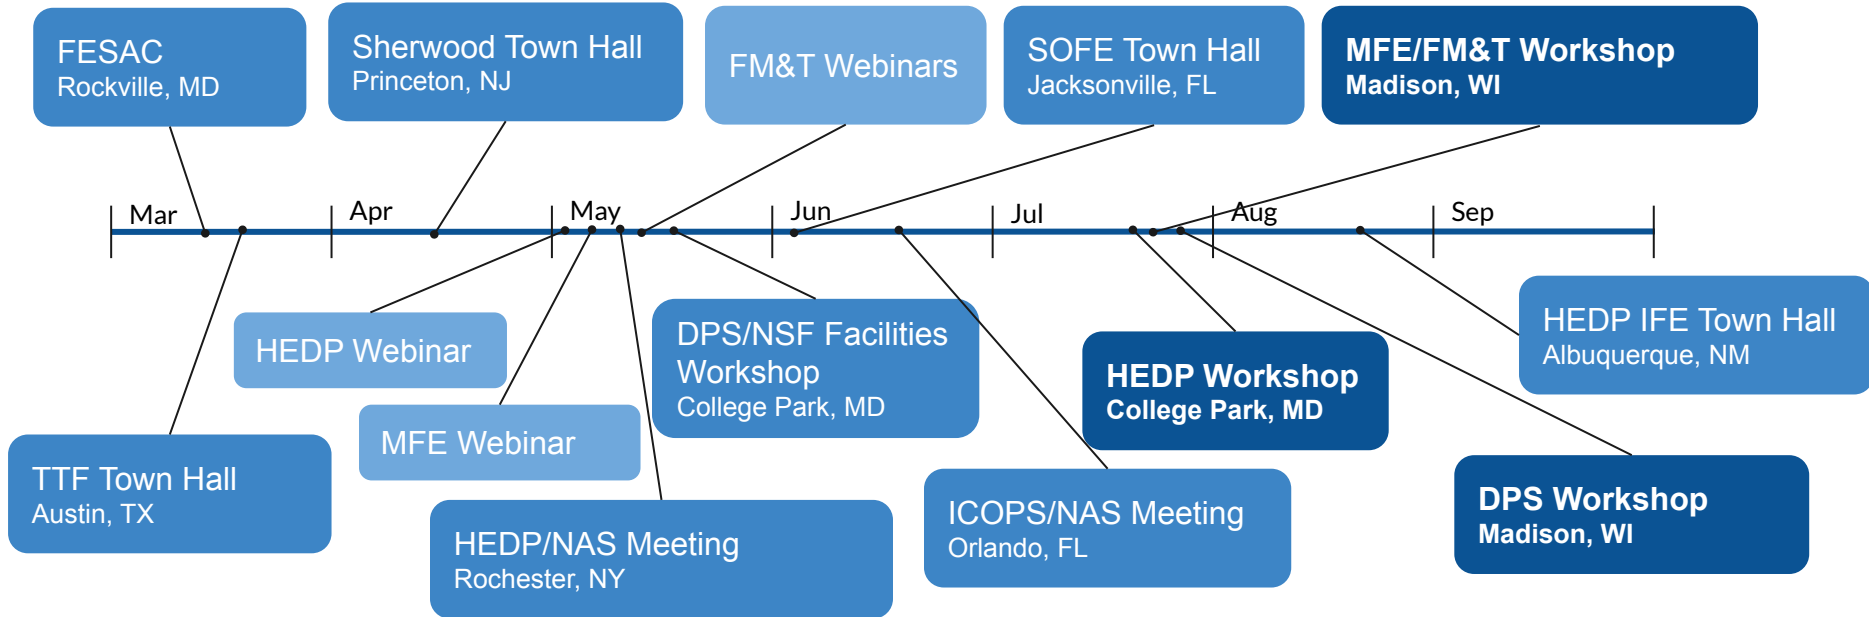 FESAC
Rockville, MD
Sherwood Town Hall
Princeton, NJ
FM&T Webinars
SOFE Town Hall
Jacksonville, FL
MFE/FM&T Workshop
Madison, WI
Mar
Apr
May
Jun
Jul
Aug
Sep
HEDP Webinar
MFE Webinar
TTF Town Hall
Austin, TX
HEDP/NAS Meeting
Rochester, NY
DPS/NSF Facilities
Workshop
College Park, MD
ICOPS/NAS Meeting
Orlando, FL
HEDP Workshop
College Park, MD
HEDP IFE Town Hall
Albuquerque, NM
DPS Workshop
Madison, WI